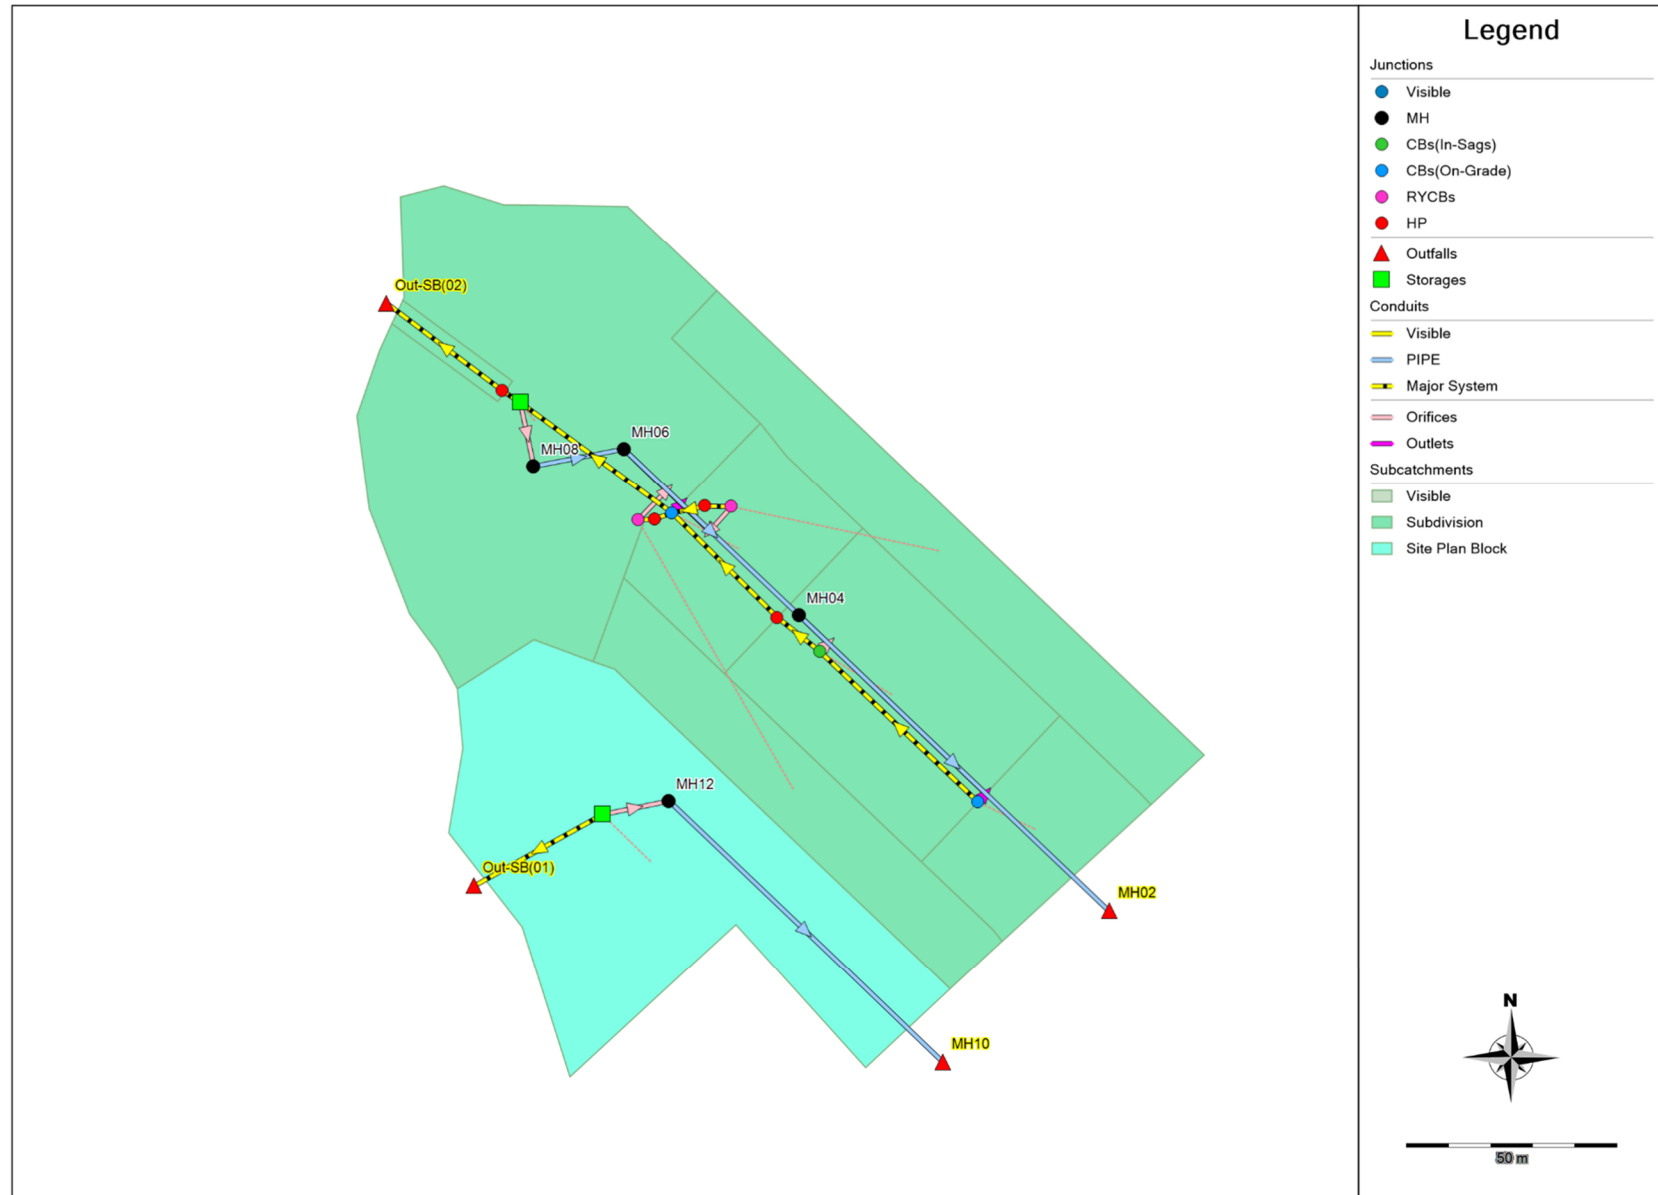 Legend
Junctions
Visible
MH
CBs(In-Sags)
CBs(On-Grade)
RYCBs
HP
Outfalls
Storages
Conduits
Visible
PIPE
Major System
Orifices
Outlets
Subcatchments
Visible
Subdivision
Site Plan Block
Out-SB(02)
MH06
MH08
MH04
MH12
Out-SB(01)
MH02
MH10
N
50 m